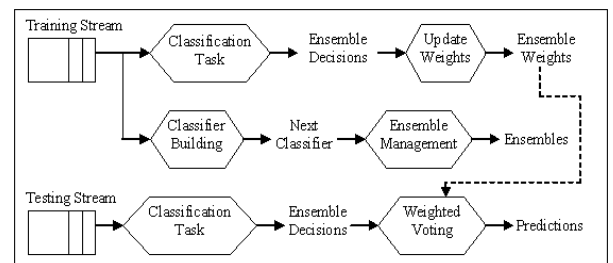 Training Stream
Classification
Task
Ensemble
Decisions
Update
Weights
Ensemble
Weights
Classifier
Building
Next
Classifier
Ensemble
Management
Ensembles
Testing Stream
Classification
Task
Ensemble
Decisions
Weighted
Voting
Predictions